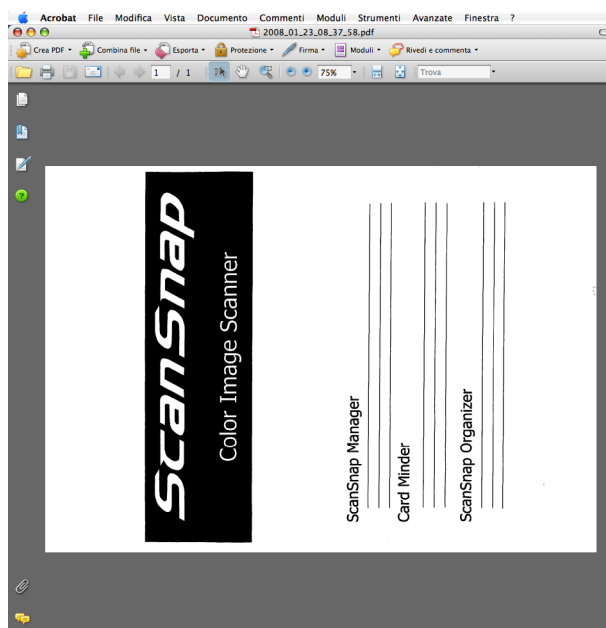 Acrobat File Modifica Vista Documento Commenti Moduli Strumenti Avanzate Finestra ?
2008_01_23_08_37_58.pdf
Crea PDF Combina file Esporta Protezione Firma Moduli Rivedi e commenta
1 / 1 75% Trova
ScanSnap
Color Image Scanner
ScanSnap Manager
Card Minder
ScanSnap Organizer